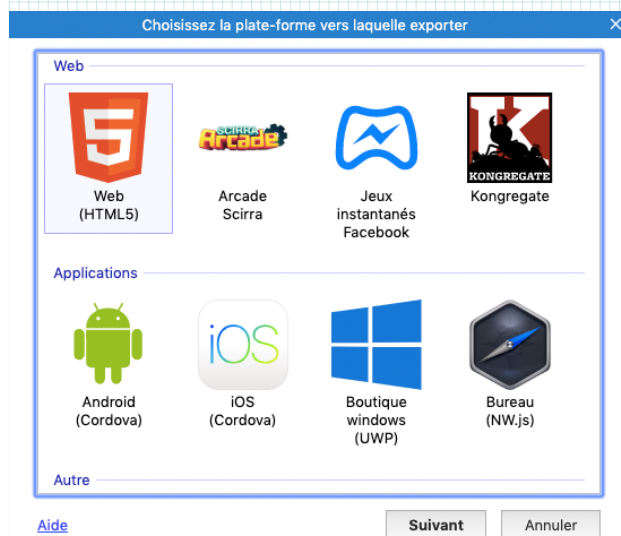 Choisissez la plate-forme vers laquelle exporter
Web
5
SCIRRA
Arcade
K
KONGREGATE
Web
(HTML5)
Arcade
Scirra
Jeux
instantanés
Facebook
Kongregate
Applications
iOS
Android
(Cordova)
iOS
(Cordova)
Boutique
windows
(UWP)
Bureau
(NW.js)
Autre
Aide
Suivant
Annuler